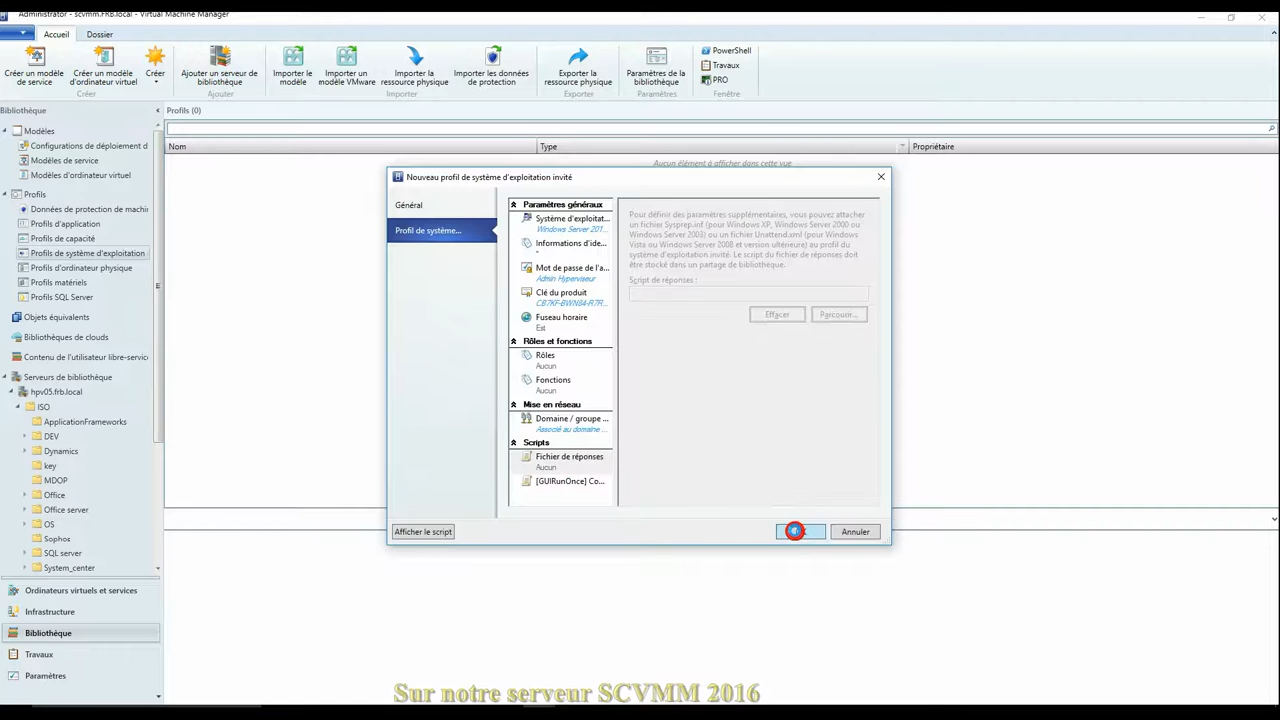 Administrator - scvmm.FRB.local - Virtual Machine Manager
Accueil
Dossier
Créer un modèle de service
Créer un modèle d'ordinateur virtuel
Créer
Ajouter un serveur de bibliothèque
Importer le modèle
Importer un modèle VMware
Importer la ressource physique
Importer les données de protection
Exporter la ressource physique
Paramètres de la bibliothèque
PowerShell
Travaux
PRO
Créer
Ajouter
Importer
Exporter
Paramètres
Fenêtre
Bibliothèque
Modèles
Configurations de déploiement d
Modèles de service
Modèles d'ordinateur virtuel
Profils
Données de protection de machin
Profils d'application
Profils de capacité
Profils de système d'exploitation
Profils d'ordinateur physique
Profils matériels
Profils SQL Server
Objets équivalents
Bibliothèques de clouds
Contenu de l'utilisateur libre-service
Serveurs de bibliothèque
hpv05.frb.local
ISO
ApplicationFrameworks
DEV
Dynamics
key
MDOP
Office
Office server
OS
Sophos
SQL server
System_center
Ordinateurs virtuels et services
Infrastructure
Bibliothèque
Travaux
Paramètres
Profils (0)
Nom
Type
Propriétaire
Aucun élément à afficher dans cette vue
Nouveau profil de système d'exploitation invité
Général
Profil de système...
Paramètres généraux
Système d'exploitat...
Windows Server 201...
Informations d'ide...
*
Mot de passe de l'a...
Admin Hyperviseur
Clé du produit
CB7KF-BWN84-R7R...
Fuseau horaire
Est
Rôles et fonctions
Rôles
Aucun
Fonctions
Aucun
Mise en réseau
Domaine / groupe ...
Associé au domaine ...
Scripts
Fichier de réponses
Aucun
[GUIRunOnce] Co...
Pour définir des paramètres supplémentaires, vous pouvez attacher
un fichier Sysprep.inf (pour Windows XP, Windows Server 2000 ou
Windows Server 2003) ou un fichier Unattend.xml (pour Windows
Vista ou Windows Server 2008 et version ultérieure) au profil du
système d'exploitation invité. Le script du fichier de réponses doit
être stocké dans un partage de bibliothèque.
Script de réponses :
Effacer
Parcourir...
Afficher le script
Annuler
Sur notre serveur SCVMM 2016